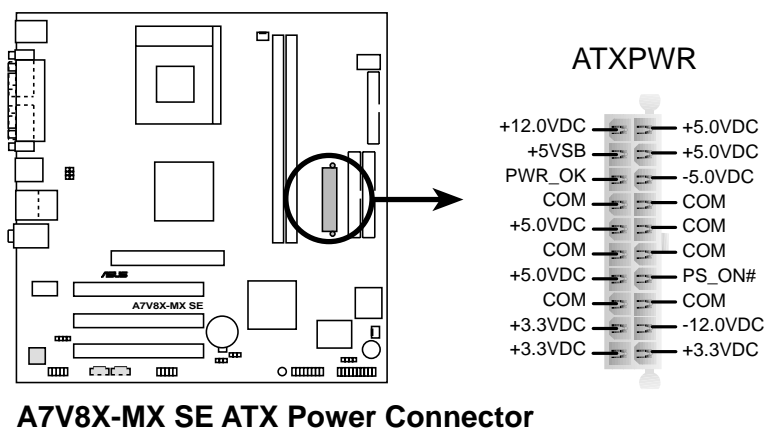 ATXPWR
+12.0VDC +5.0VDC
+5VSB +5.0VDC
PWR_OK -5.0VDC
COM COM
+5.0VDC COM
COM COM
+5.0VDC PS_ON#
COM COM
+3.3VDC -12.0VDC
+3.3VDC +3.3VDC
/ISUS
A7V8X-MX SE
A7V8X-MX SE ATX Power Connector